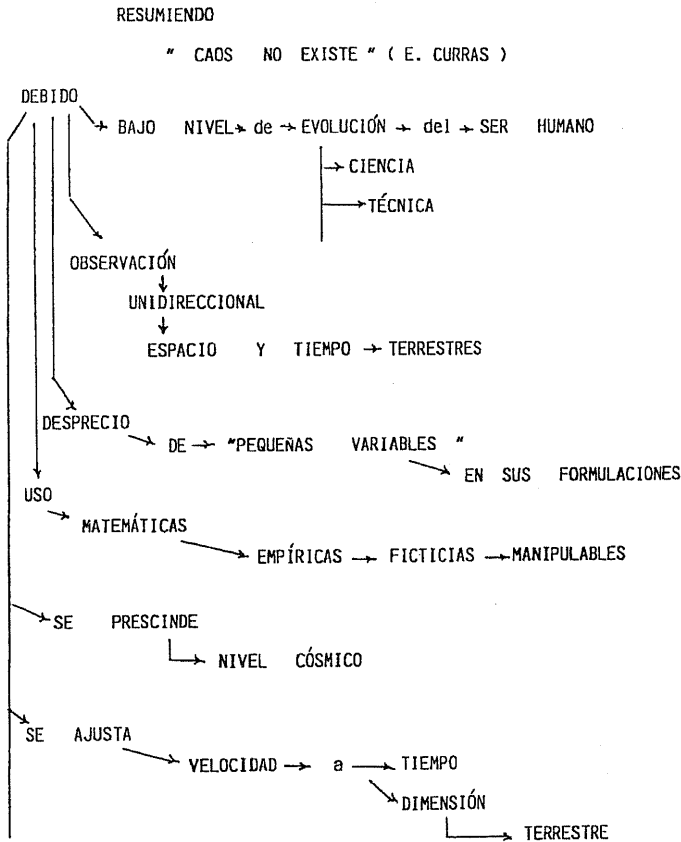 RESUMIENDO
" CAOS NO EXISTE " ( E. CURRAS )
DEBIDO
BAJO NIVEL de EVOLUCIÓN del SER HUMANO
CIENCIA
TÉCNICA
OBSERVACIÓN
UNIDIRECCIONAL
ESPACIO Y TIEMPO TERRESTRES
DESPRECIO
DE "PEQUEÑAS VARIABLES "
EN SUS FORMULACIONES
USO
MATEMÁTICAS
EMPÍRICAS FICTICIAS MANIPULABLES
SE PRESCINDE
NIVEL CÓSMICO
SE AJUSTA
VELOCIDAD a TIEMPO
DIMENSIÓN
TERRESTRE